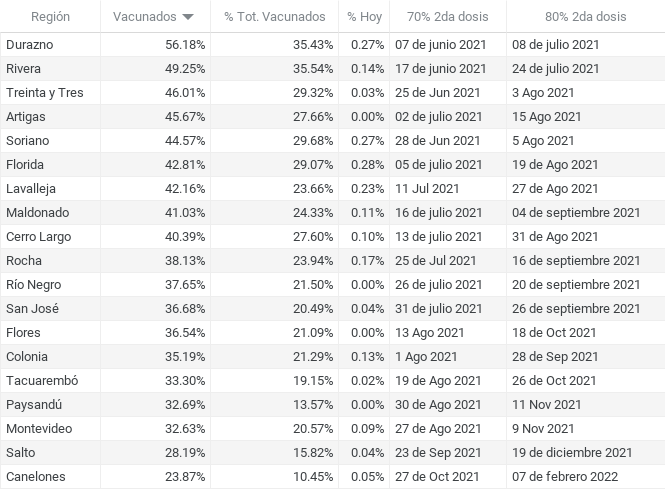 Región Vacunados % Tot. Vacunados % Hoy 70% 2da dosis 80% 2da dosis
Durazno 56.18% 35.43% 0.27% 07 de junio 2021 08 de julio 2021
Rivera 49.25% 35.54% 0.14% 17 de junio 2021 24 de julio 2021
Treinta y Tres 46.01% 29.32% 0.03% 25 de Jun 2021 3 Ago 2021
Artigas 45.67% 27.66% 0.00% 02 de julio 2021 15 Ago 2021
Soriano 44.57% 29.68% 0.27% 28 de Jun 2021 5 Ago 2021
Florida 42.81% 29.07% 0.28% 05 de julio 2021 19 de Ago 2021
Lavalleja 42.16% 23.66% 0.23% 11 Jul 2021 27 de Ago 2021
Maldonado 41.03% 24.33% 0.11% 16 de julio 2021 04 de septiembre 2021
Cerro Largo 40.39% 27.60% 0.10% 13 de julio 2021 31 de Ago 2021
Rocha 38.13% 23.94% 0.17% 25 de Jul 2021 16 de septiembre 2021
Río Negro 37.65% 21.50% 0.00% 26 de julio 2021 20 de septiembre 2021
San José 36.68% 20.49% 0.04% 31 de julio 2021 26 de septiembre 2021
Flores 36.54% 21.09% 0.00% 13 Ago 2021 18 de Oct 2021
Colonia 35.19% 21.29% 0.13% 1 Ago 2021 28 de Sep 2021
Tacuarembó 33.30% 19.15% 0.02% 19 de Ago 2021 26 de Oct 2021
Paysandú 32.69% 13.57% 0.00% 30 de Ago 2021 11 Nov 2021
Montevideo 32.63% 20.57% 0.09% 27 de Ago 2021 9 Nov 2021
Salto 28.19% 15.82% 0.04% 23 de Sep 2021 19 de diciembre 2021
Canelones 23.87% 10.45% 0.05% 27 de Oct 2021 07 de febrero 2022